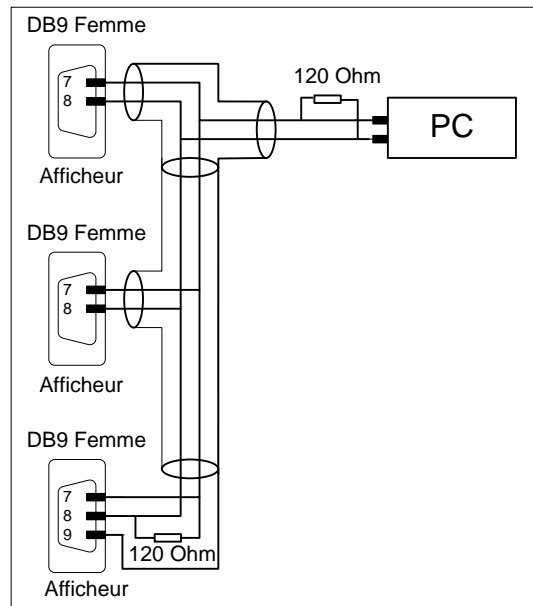 DB9 Femme
7
8
Afficheur
120 Ohm
PC
DB9 Femme
7
8
Afficheur
DB9 Femme
7
8
9
120 Ohm
Afficheur